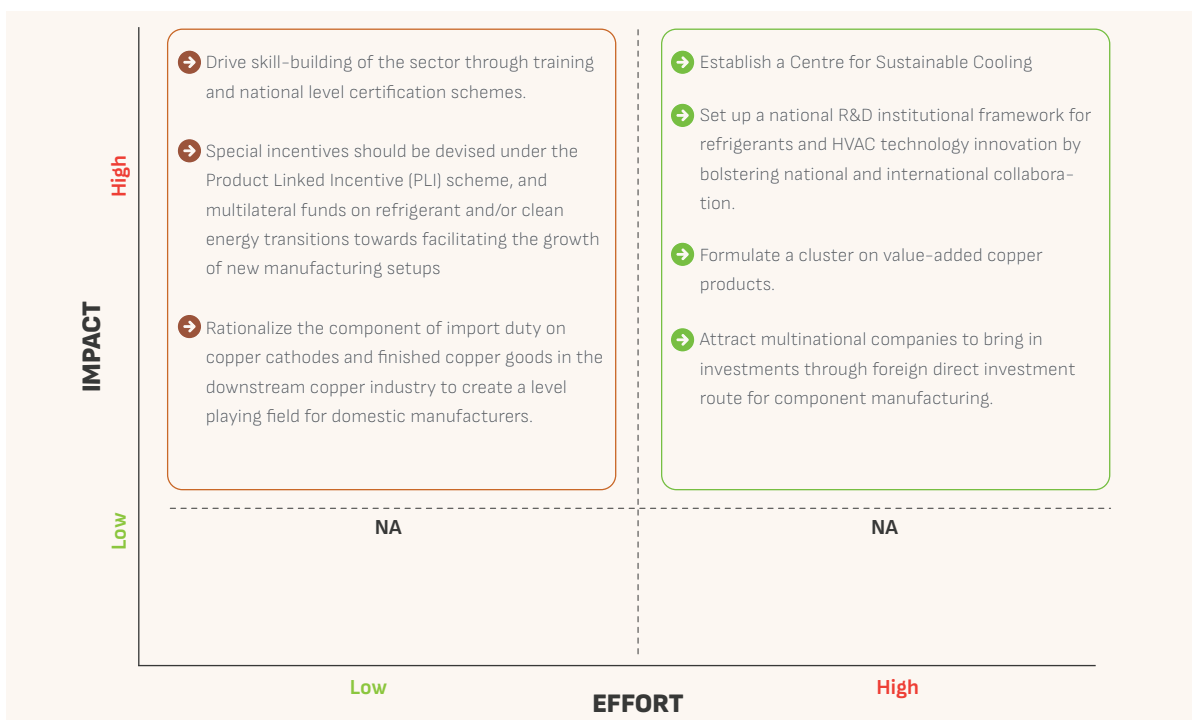 IMPACT
High
Drive skill-building of the sector through training
and national level certification schemes.
Special incentives should be devised under the
Product Linked Incentive (PLI) scheme, and
multilateral funds on refrigerant and/or clean
energy transitions towards facilitating the growth
of new manufacturing setups
Rationalize the component of import duty on
copper cathodes and finished copper goods in the
downstream copper industry to create a level
playing field for domestic manufacturers.
Establish a Centre for Sustainable Cooling
Set up a national R&D institutional framework for
refrigerants and HVAC technology innovation by
bolstering national and international collabora-
tion.
Formulate a cluster on value-added copper
products.
Attract multinational companies to bring in
investments through foreign direct investment
route for component manufacturing.
Low
NA
NA
Low
High
EFFORT